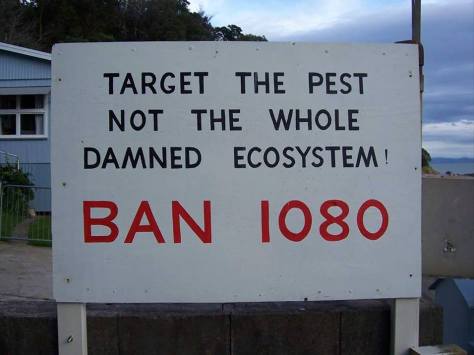 TARGET THE PEST
NOT THE WHOLE
DAMNED ECOSYSTEM!
BAN 1080